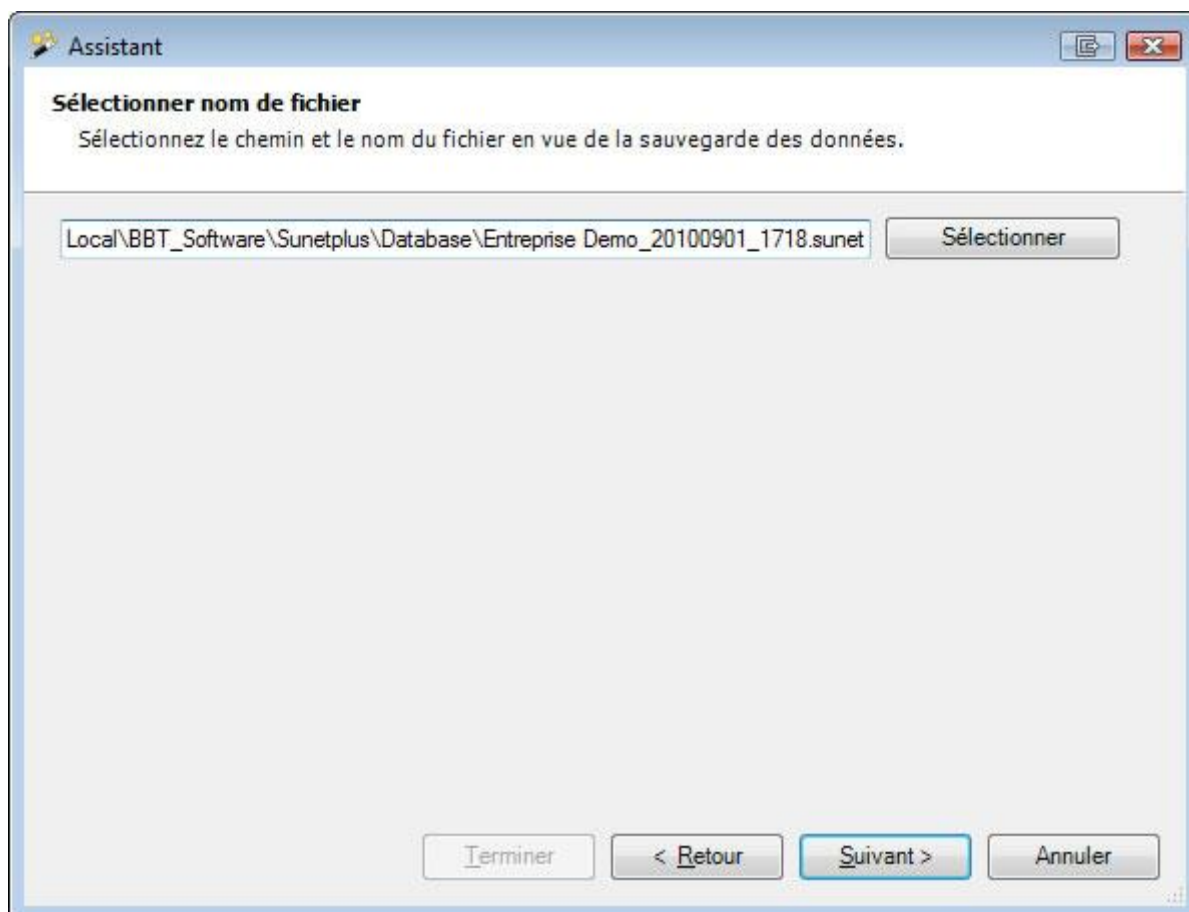 Assistant
Sélectionner nom de fichier
Sélectionnez le chemin et le nom du fichier en vue de la sauvegarde des données.
Local\BBT_Software\Sunetplus\Database\Entreprise Demo_20100901_1718.sunet
Sélectionner
Terminer
< Retour
Suivant >
Annuler